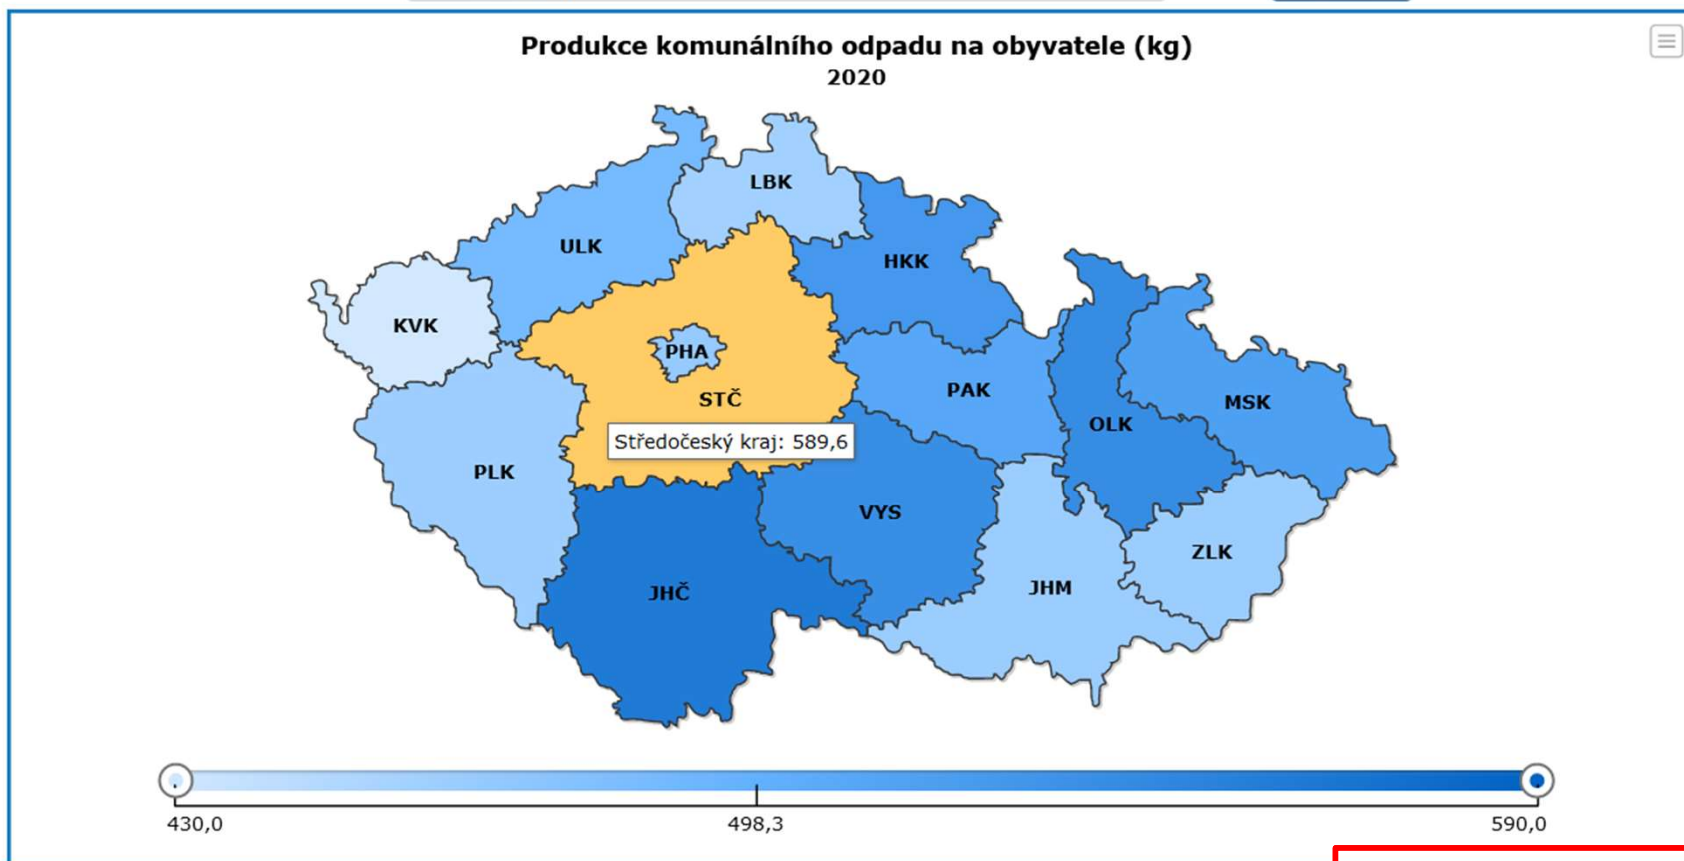 Produkce komunálního odpadu na obyvatele (kg)
2020
LBK
ULK
HKK
KVK
PHA
PAK
STČ
MSK
OLK
Středočeský kraj: 589,6
PLK
VYS
ZLK
JHČ
JHM
430,0
498,3
590,0